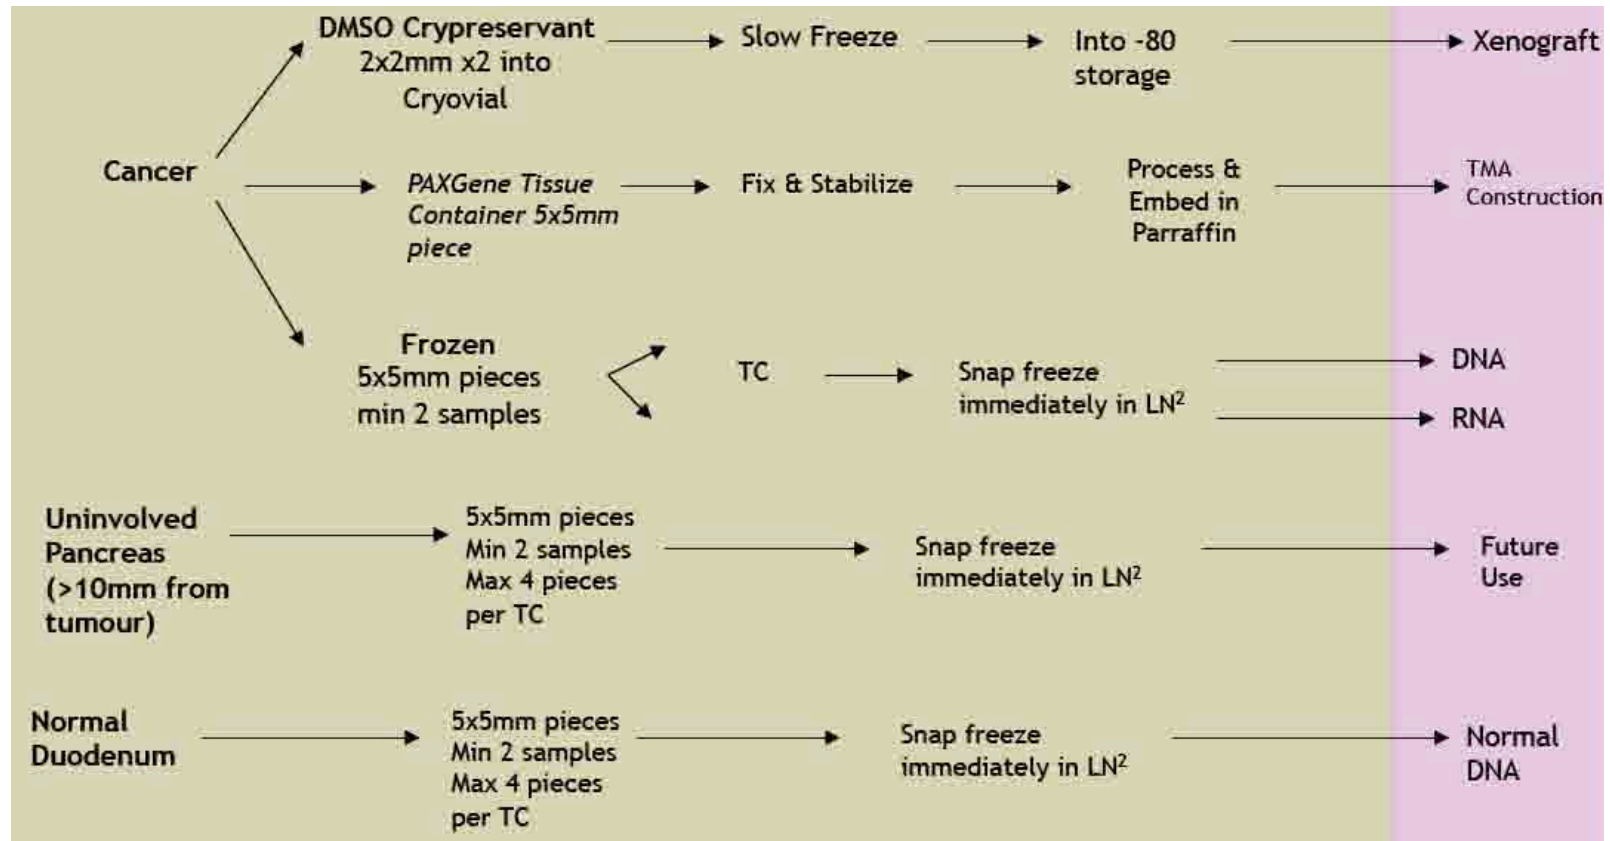 DMSO Crypreservant
2x2mm x2 into
Cryovial
Slow Freeze
Into -80
storage
Xenograft
Cancer
PAXGene Tissue
Container 5x5mm
piece
Fix & Stabilize
Process &
Embed in
Parraffin
TMA
Construction
Frozen
5x5mm pieces
min 2 samples
TC
Snap freeze
immediately in LN²
DNA
RNA
Uninvolved
Pancreas
(>10mm from
tumour)
5x5mm pieces
Min 2 samples
Max 4 pieces
per TC
Snap freeze
immediately in LN²
Future
Use
Normal
Duodenum
5x5mm pieces
Min 2 samples
Max 4 pieces
per TC
Snap freeze
immediately in LN²
Normal
DNA